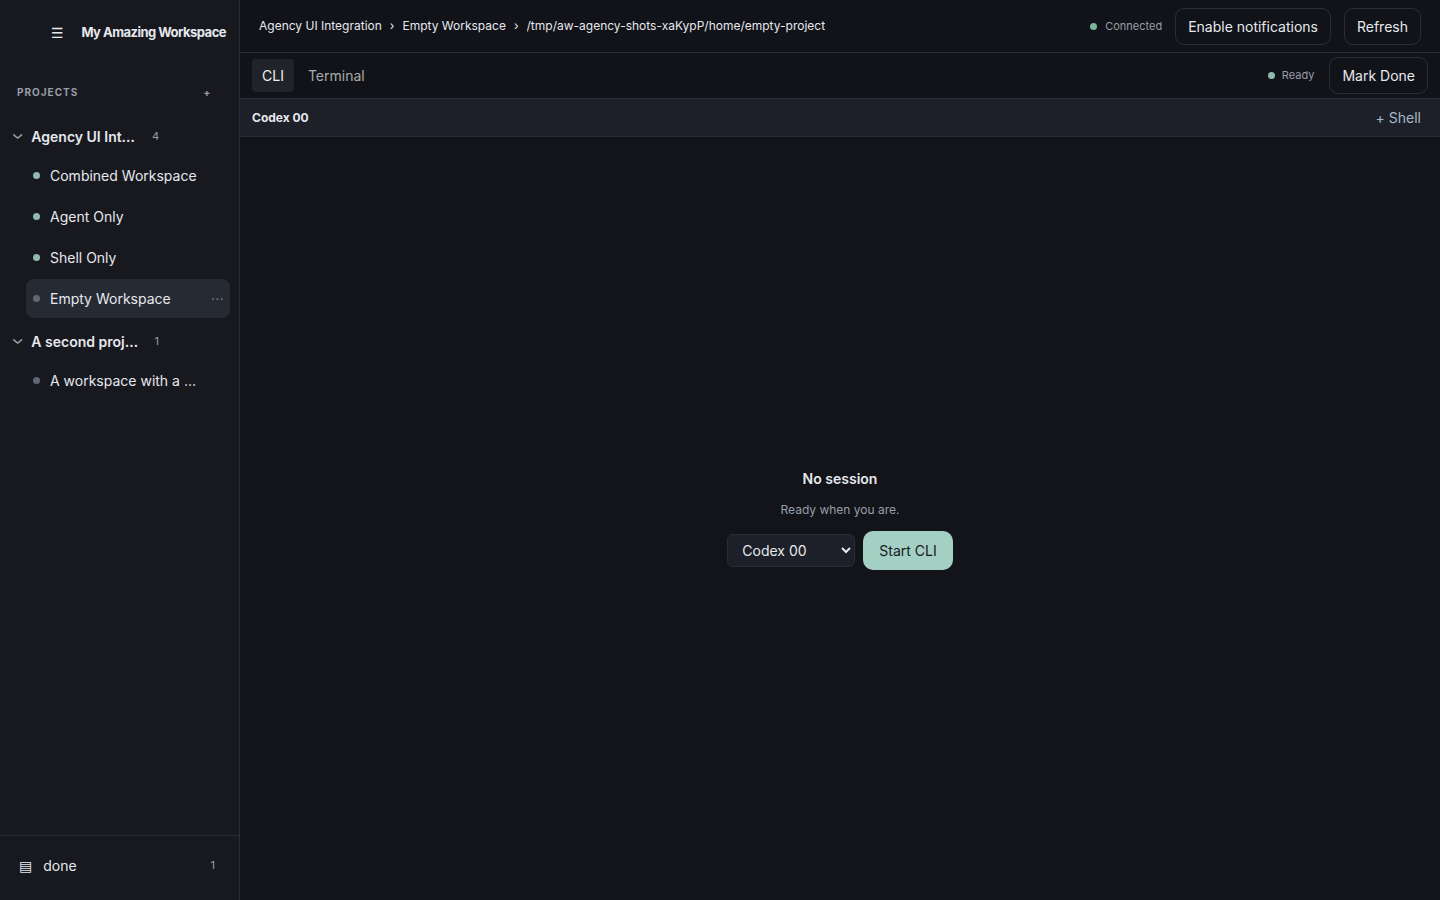 ☰ My Amazing Workspace
PROJECTS +
Agency UI Int... 4
Combined Workspace
Agent Only
Shell Only
Empty Workspace ...
A second proj... 1
A workspace with a ...
done 1
Agency UI Integration › Empty Workspace › /tmp/aw-agency-shots-xaKypP/home/empty-project
Connected Enable notifications Refresh
CLI Terminal
Ready Mark Done
Codex 00 + Shell
No session
Ready when you are.
Codex 00 Start CLI